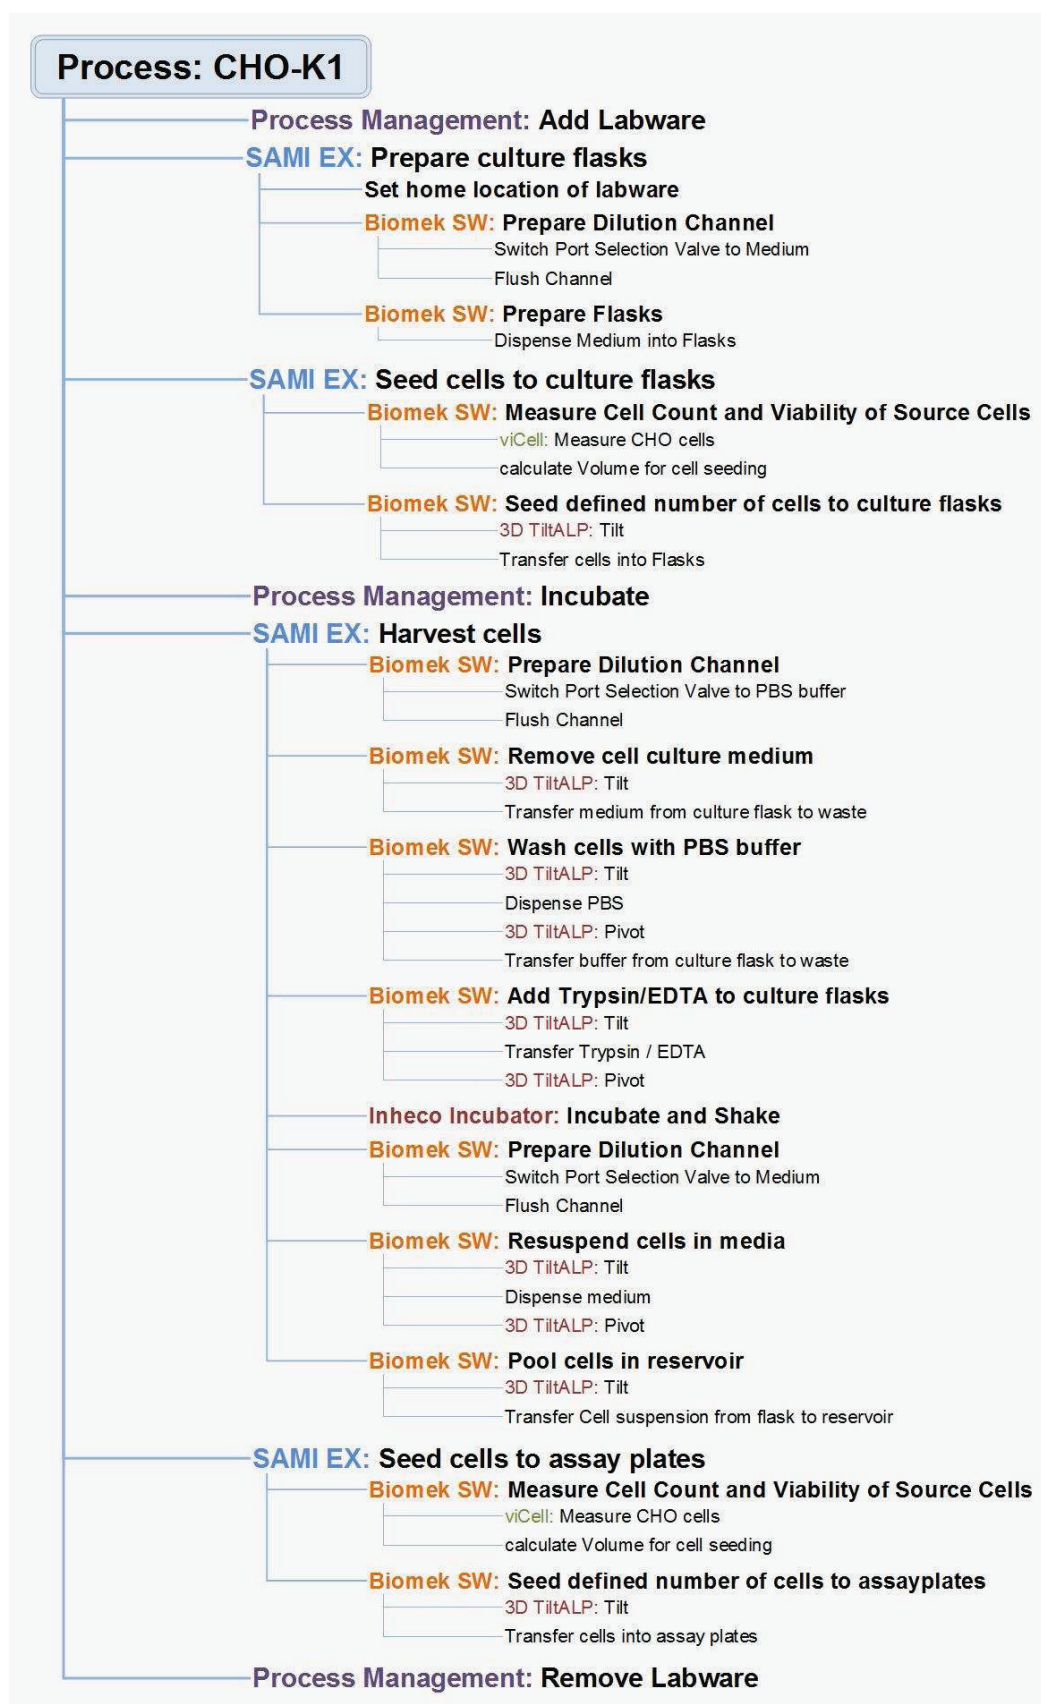 Process: CHO-K1
Process Management: Add Labware
SAMI EX: Prepare culture flasks
Set home location of labware
Biomek SW: Prepare Dilution Channel
Switch Port Selection Valve to Medium
Flush Channel
Biomek SW: Prepare Flasks
Dispense Medium into Flasks
SAMI EX: Seed cells to culture flasks
Biomek SW: Measure Cell Count and Viability of Source Cells
viCell: Measure CHO cells
calculate Volume for cell seeding
Biomek SW: Seed defined number of cells to culture flasks
3D TiltALP: Tilt
Transfer cells into Flasks
Process Management: Incubate
SAMI EX: Harvest cells
Biomek SW: Prepare Dilution Channel
Switch Port Selection Valve to PBS buffer
Flush Channel
Biomek SW: Remove cell culture medium
3D TiltALP: Tilt
Transfer medium from culture flask to waste
Biomek SW: Wash cells with PBS buffer
3D TiltALP: Tilt
Dispense PBS
3D TiltALP: Pivot
Transfer buffer from culture flask to waste
Biomek SW: Add Trypsin/EDTA to culture flasks
3D TiltALP: Tilt
Transfer Trypsin / EDTA
3D TiltALP: Pivot
Inheco Incubator: Incubate and Shake
Biomek SW: Prepare Dilution Channel
Switch Port Selection Valve to Medium
Flush Channel
Biomek SW: Resuspend cells in media
3D TiltALP: Tilt
Dispense medium
3D TiltALP: Pivot
Biomek SW: Pool cells in reservoir
3D TiltALP: Tilt
Transfer Cell suspension from flask to reservoir
SAMI EX: Seed cells to assay plates
Biomek SW: Measure Cell Count and Viability of Source Cells
viCell: Measure CHO cells
calculate Volume for cell seeding
Biomek SW: Seed defined number of cells to assayplates
3D TiltALP: Tilt
Transfer cells into assay plates
Process Management: Remove Labware